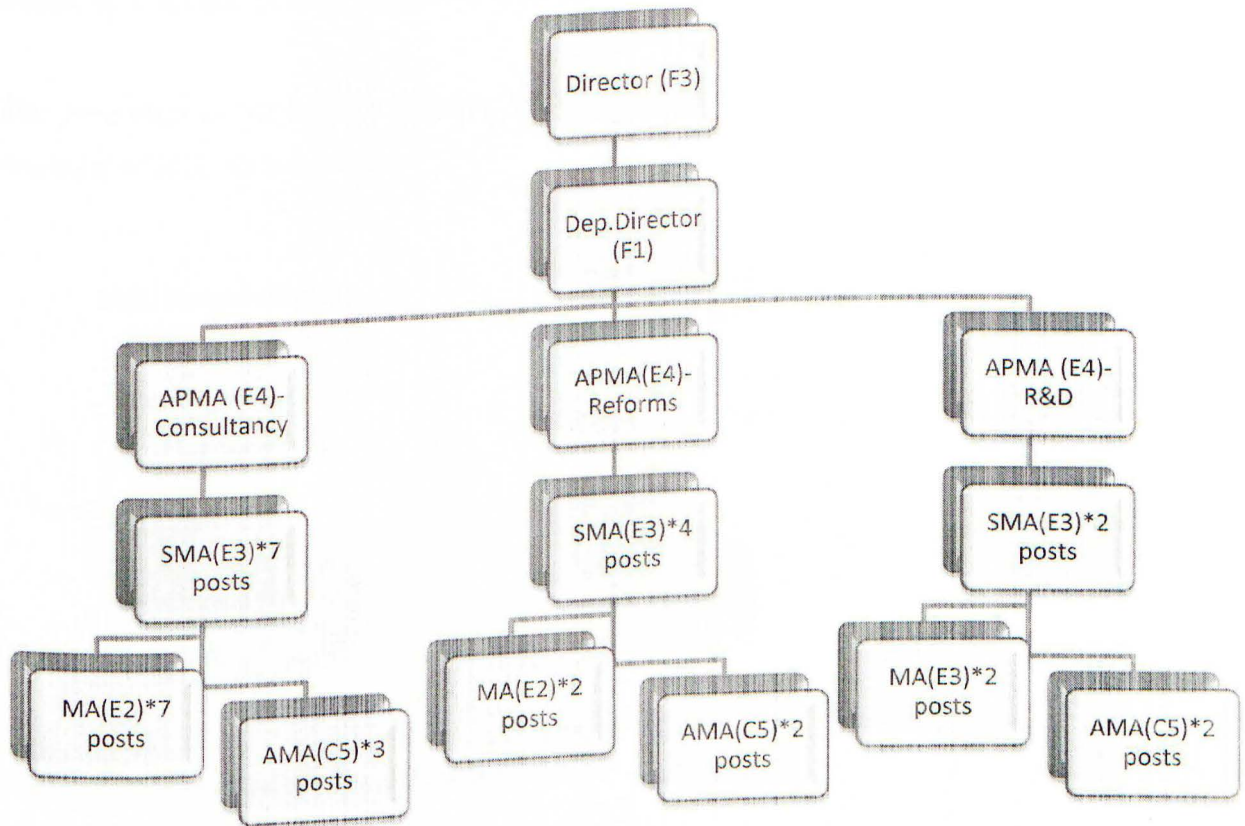 Director (F3)
Dep.Director
(F1)
APMA (E4)-
Consultancy
APMA(E4)-
Reforms
APMA (E4)-
R&D
SMA(E3)*7
posts
SMA(E3)*4
posts
SMA(E3)*2
posts
MA(E2)*7
posts
AMA(C5)*3
posts
MA(E2)*2
posts
AMA(C5)*2
posts
MA(E3)*2
posts
AMA(C5)*2
posts